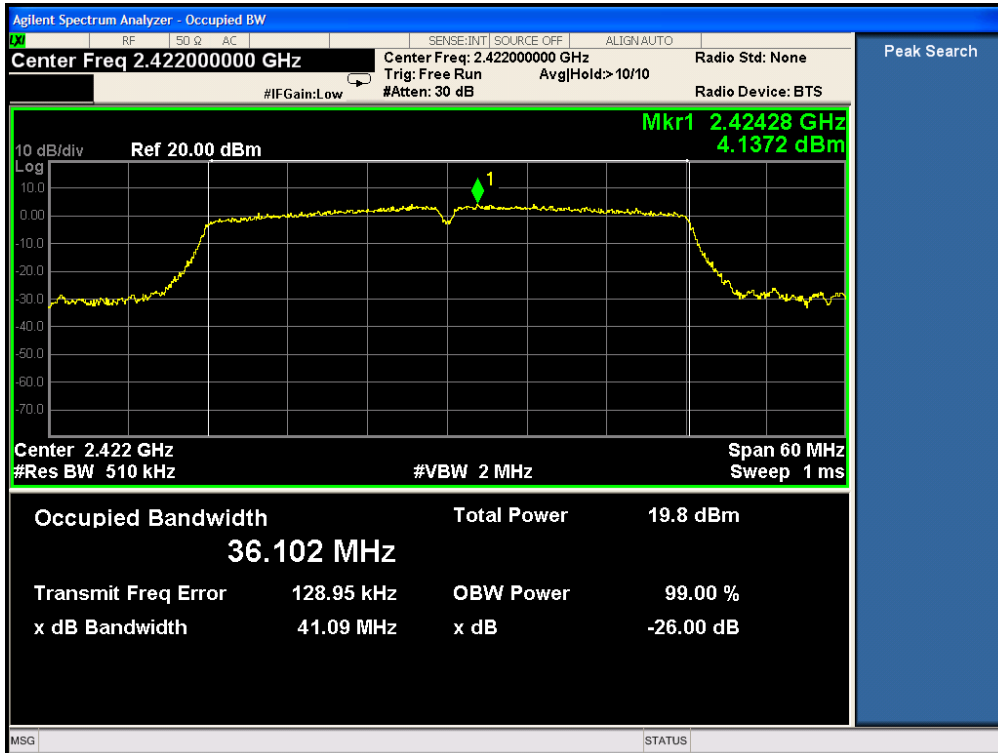 Agilent Spectrum Analyzer - Occupied BW
LXI RF 50 Ω AC SENSE:INT SOURCE OFF ALIGN AUTO
Center Freq 2.422000000 GHz
Center Freq: 2.422000000 GHz Radio Std: None
Trig: Free Run Avg|Hold:> 10/10
#IFGain:Low #Atten: 30 dB Radio Device: BTS
Peak Search
Mkr1 2.42428 GHz
4.1372 dBm
10 dB/div Ref 20.00 dBm
Log
10.0
1
0.00
-10.0
-20.0
-30.0
-40.0
-50.0
-60.0
-70.0
Center 2.422 GHz Span 60 MHz
#Res BW 510 kHz #VBW 2 MHz Sweep 1 ms
Occupied Bandwidth Total Power 19.8 dBm
36.102 MHz
Transmit Freq Error 128.95 kHz OBW Power 99.00 %
x dB Bandwidth 41.09 MHz x dB -26.00 dB
MSG STATUS